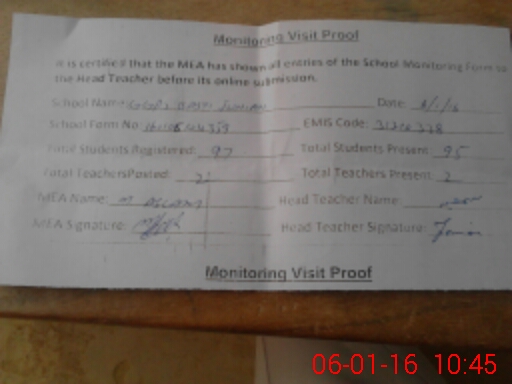 Monitoring Visit Proof
It is certified that the MEA has shown all entries of the School Monitoring Form to
the Head Teacher before its online submission.
School Name: Date:
School Form No: EMIS Code: 31220328
Total Students Registered: 97 Total Students Present: 95
Total Teachers Posted: 2 Total Teachers Present: 2
MEA Name: M Head Teacher Name:
MEA Signature: Head Teacher Signature:
Monitoring Visit Proof
06-01-16 10:45